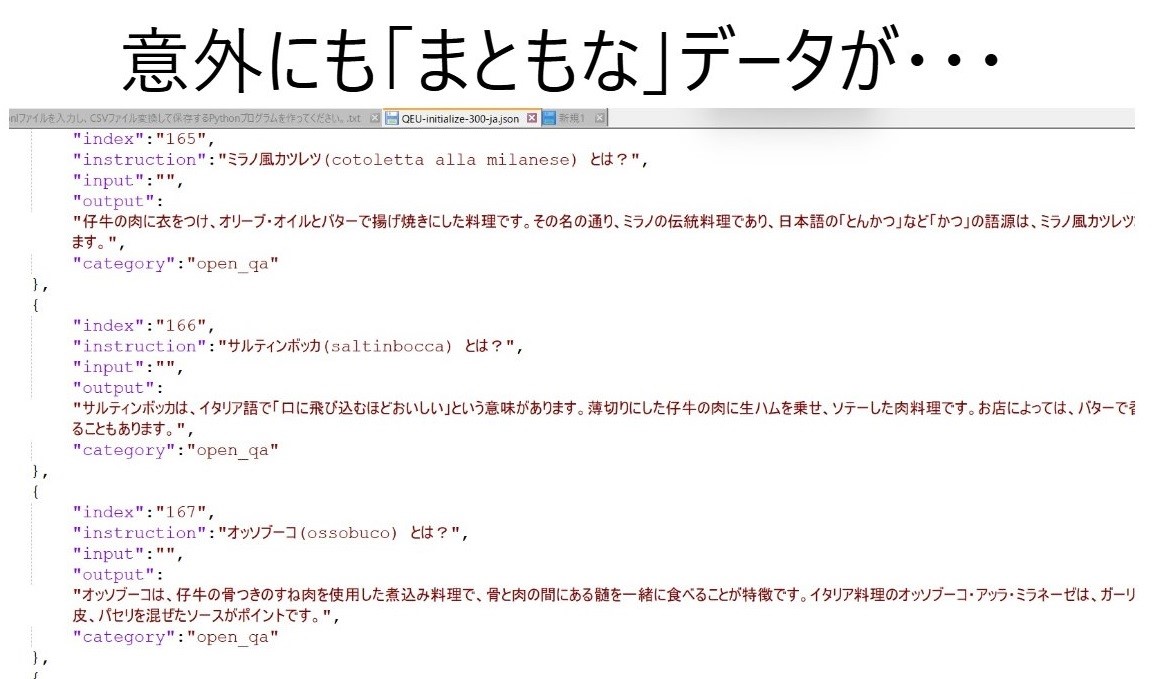 意外にも「まともな」データが・・・
nlファイルを入力し、CSVファイル変換して保存するPythonプログラムを作ってください。.txt QEU-initialize-300-ja.json 新規1
"index":"165",
"instruction":"ミラノ風カツレツ(cotoletta alla milanese) とは？",
"input":"",
"output":
"仔牛の肉に衣をつけ、オリーブ・オイルとバターで揚げ焼きにした料理です。その名の通り、ミラノの伝統料理であり、日本語の「とんかつ」など「かつ」の語源は、ミラノ風カツレツ
ます。",
"category":"open_qa"
},
{
"index":"166",
"instruction":"サルティンボッカ(saltinbocca) とは？",
"input":"",
"output":
"サルティンボッカは、イタリア語で「口に飛び込むほどおいしい」という意味があります。薄切りにした仔牛の肉に生ハムを乗せ、ソテーした肉料理です。お店によっては、バターで
ることもあります。",
"category":"open_qa"
},
{
"index":"167",
"instruction":"オッソブーコ(ossobuco) とは？",
"input":"",
"output":
"オッソブーコは、仔牛の骨つきのすね肉を使用した煮込み料理で、骨と肉の間にある髄を一緒に食べることが特徴です。イタリア料理のオッソブーコ・アッラ・ミラネーゼは、ガーリ
皮、パセリを混ぜたソースがポイントです。",
"category":"open_qa"
},
{